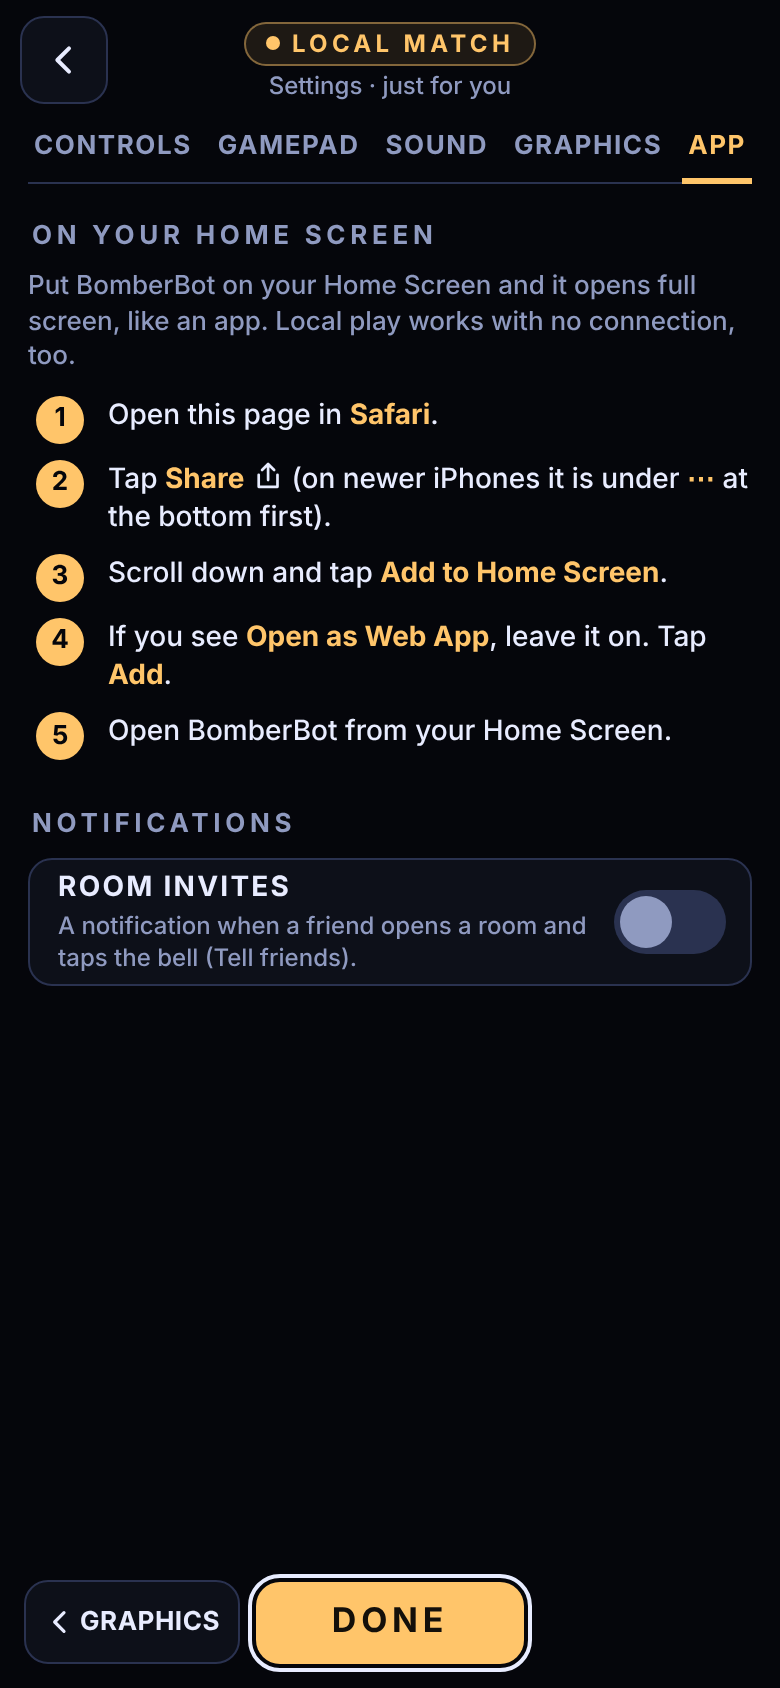 LOCAL MATCH
Settings · just for you
CONTROLS GAMEPAD SOUND GRAPHICS APP
ON YOUR HOME SCREEN
Put BomberBot on your Home Screen and it opens full
screen, like an app. Local play works with no connection,
too.
1 Open this page in Safari.
2 Tap Share (on newer iPhones it is under ··· at
the bottom first).
3 Scroll down and tap Add to Home Screen.
4 If you see Open as Web App, leave it on. Tap
Add.
5 Open BomberBot from your Home Screen.
NOTIFICATIONS
ROOM INVITES
A notification when a friend opens a room and
taps the bell (Tell friends).
GRAPHICS DONE